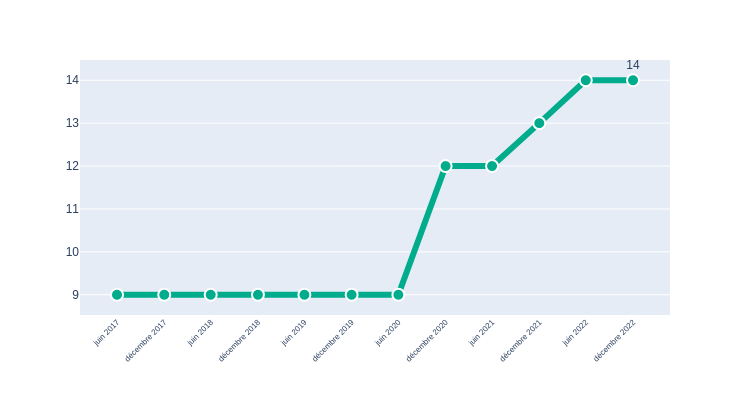 14
14
13
12
11
10
9
juin 2017
décembre 2017
juin 2018
décembre 2018
juin 2019
décembre 2019
juin 2020
décembre 2020
juin 2021
décembre 2021
juin 2022
décembre 2022